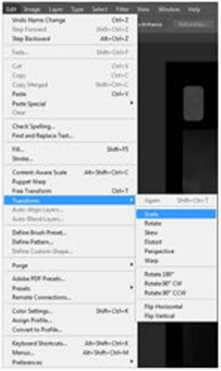 Edit Image Layer Type Select Filter View Window Help
Undo Name Change Ctrl+Z
Step Forward Shift+Ctrl+Z
Step Backward Alt+Ctrl+Z
Fade... Shift+Ctrl+F
Cut Ctrl+X
Copy Ctrl+C
Copy Merged Shift+Ctrl+C
Paste Ctrl+V
Paste Special
Clear
Check Spelling...
Find and Replace Text...
Fill... Shift+F5
Stroke...
Content-Aware Scale Alt+Shift+Ctrl+C
Puppet Warp
Free Transform Ctrl+T
Transform
Auto-Align Layers...
Auto-Blend Layers...
Define Brush Preset...
Define Pattern...
Define Custom Shape...
Purge
Adobe PDF Presets...
Presets
Remote Connections...
Color Settings... Shift+Ctrl+K
Assign Profile...
Convert to Profile...
Keyboard Shortcuts... Alt+Shift+Ctrl+K
Menus... Alt+Shift+Ctrl+M
Preferences
Again Shift+Ctrl+T
Scale
Rotate
Skew
Distort
Perspective
Warp
Rotate 180°
Rotate 90° CW
Rotate 90° CCW
Flip Horizontal
Flip Vertical